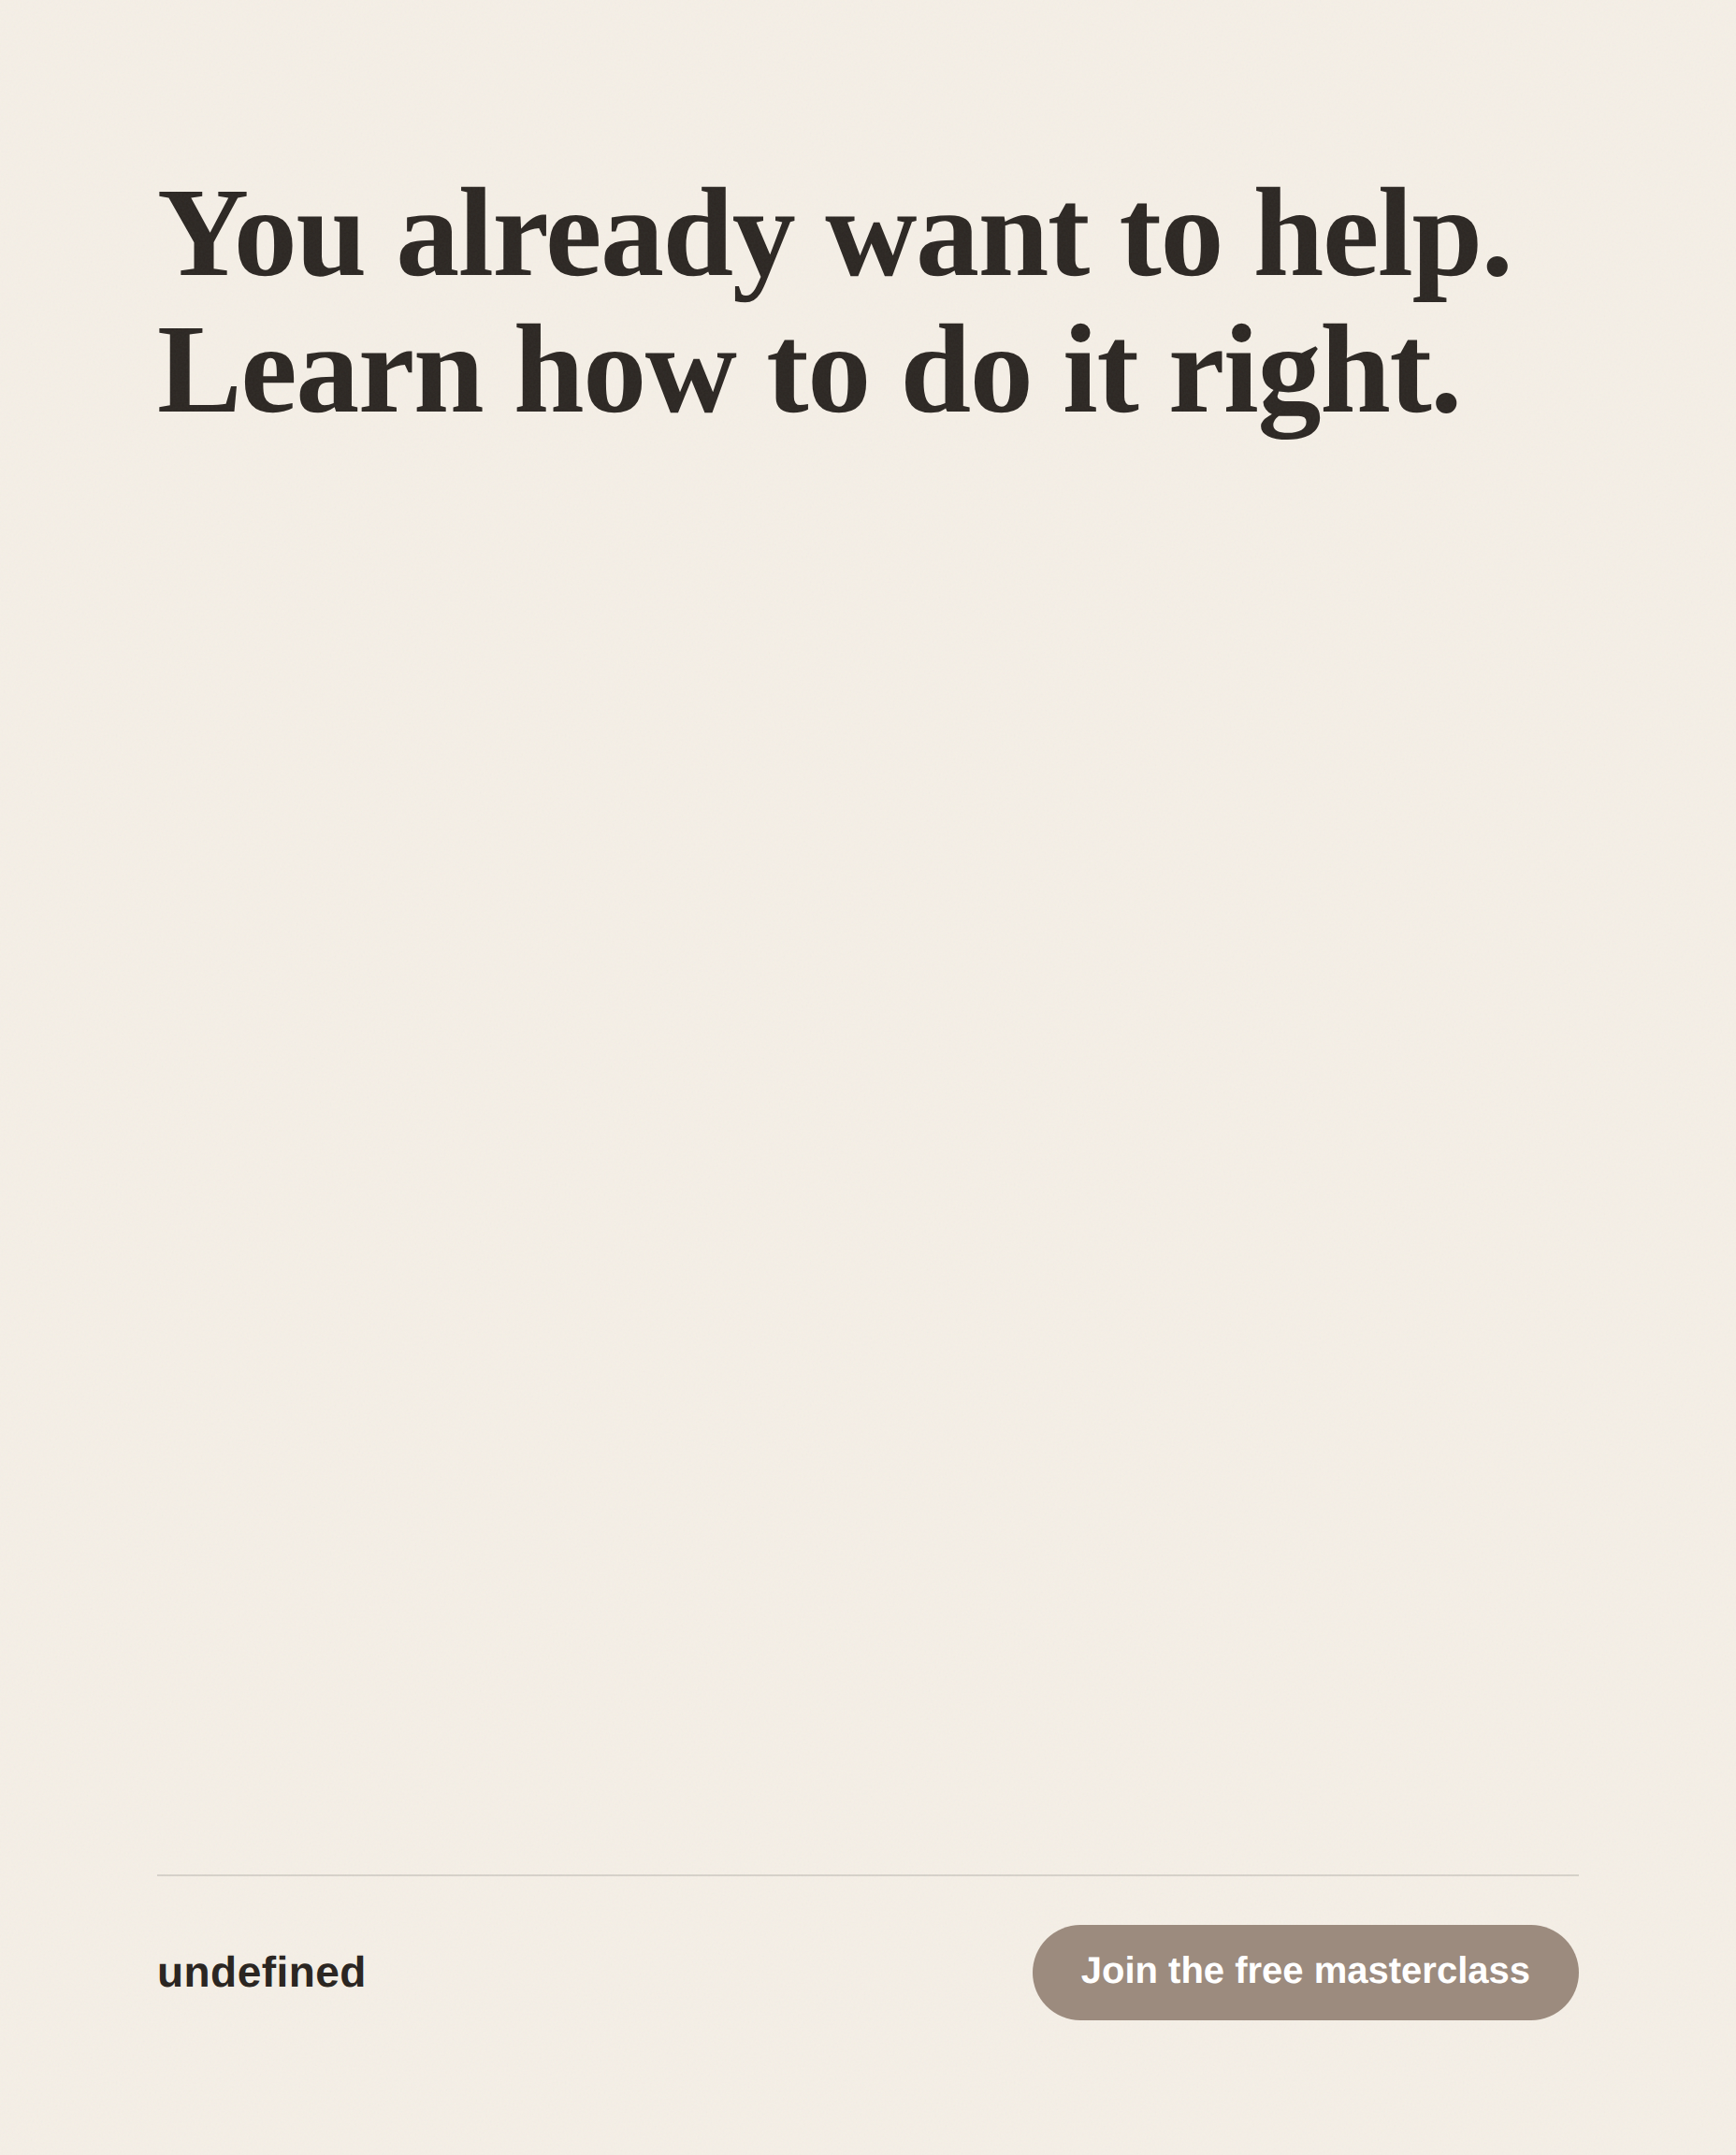 You already want to help.
Learn how to do it right.
undefined
Join the free masterclass